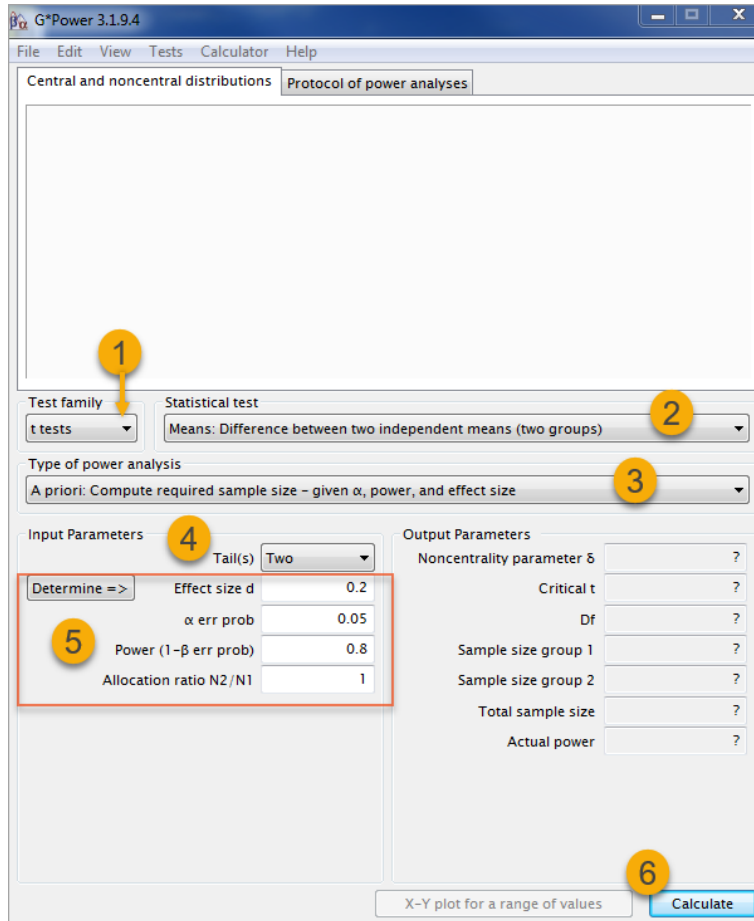 G*Power 3.1.9.4
File Edit View Tests Calculator Help
Central and noncentral distributions Protocol of power analyses
1
Test family Statistical test
2
t tests Means: Difference between two independent means (two groups)
Type of power analysis
3
A priori: Compute required sample size - given α, power, and effect size
Input Parameters Output Parameters
4
Tail(s) Two Noncentrality parameter δ ?
Determine => Effect size d 0.2 Critical t ?
α err prob 0.05 Df ?
5
Power (1-β err prob) 0.8 Sample size group 1 ?
Allocation ratio N2/N1 1 Sample size group 2 ?
Total sample size ?
Actual power ?
6
X-Y plot for a range of values Calculate